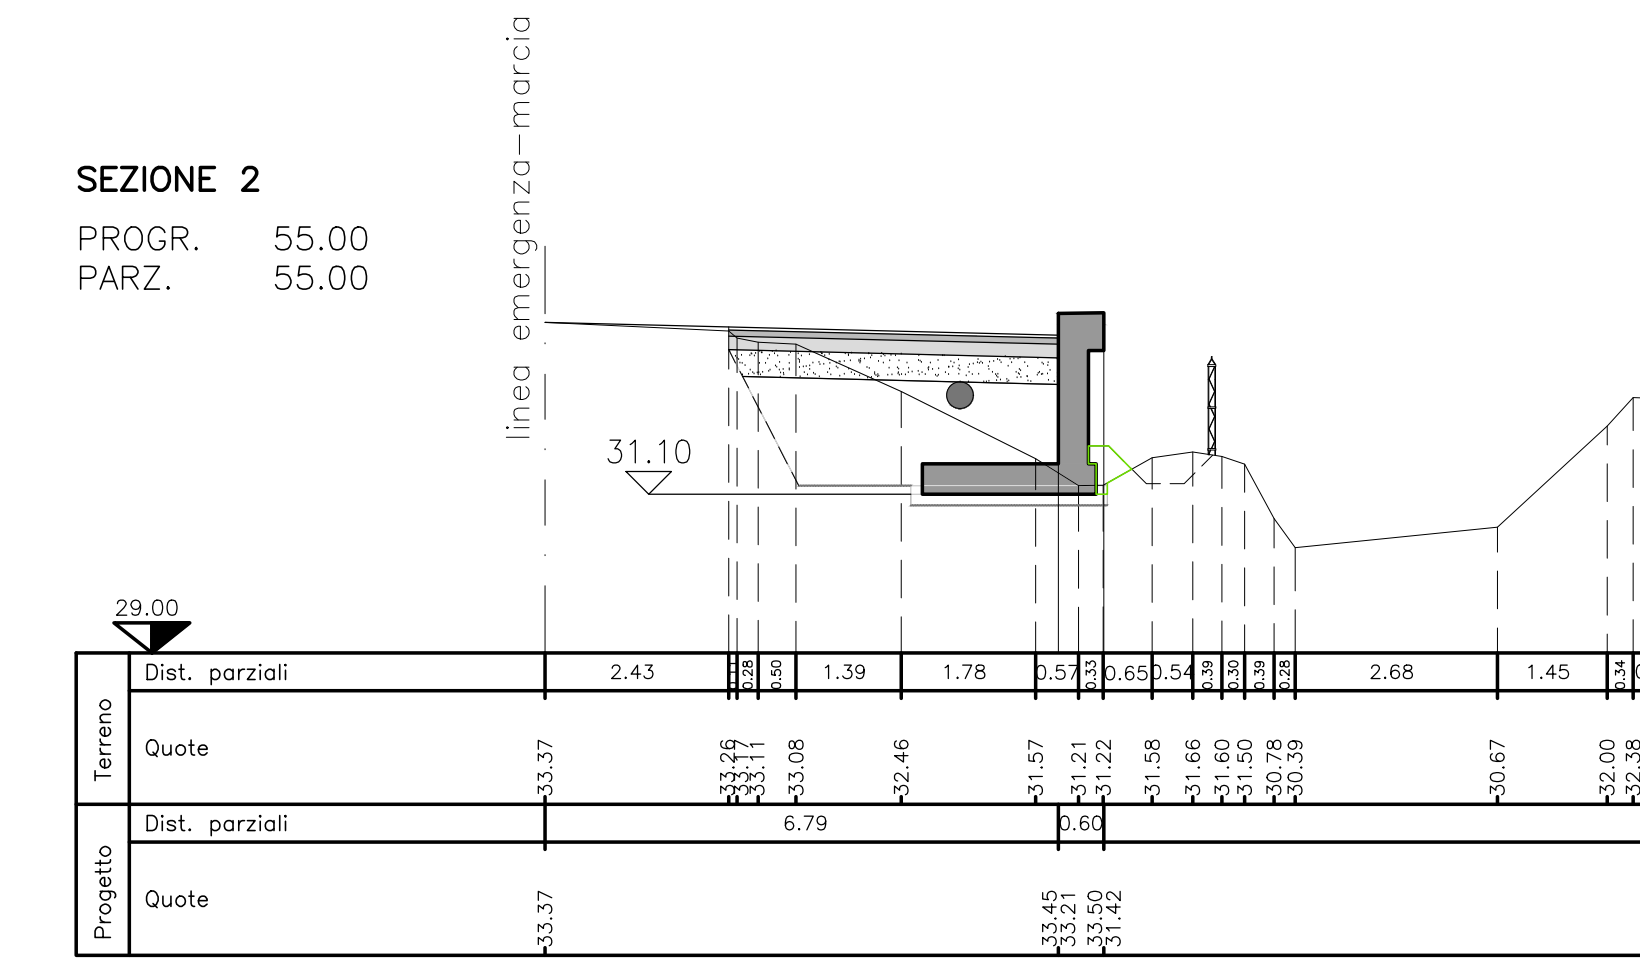 linea emergenza-marcia
SEZIONE 2
PROGR. 55.00
PARZ. 55.00
31.10
29.00
Terreno
Dist. parziali 2.43 0.11 0.28 0.50 1.39 1.78 0.57 0.33 0.65 0.54 0.39 0.30 0.39 0.28 2.68 1.45 0.34
Quote 33.37 33.26 33.17 33.11 33.08 32.46 31.57 31.21 31.22 31.58 31.66 31.60 31.50 30.78 30.39 30.67 32.00 32.38
Progetto
Dist. parziali 6.79 0.60
Quote 33.37 33.45 33.21 33.50 31.42